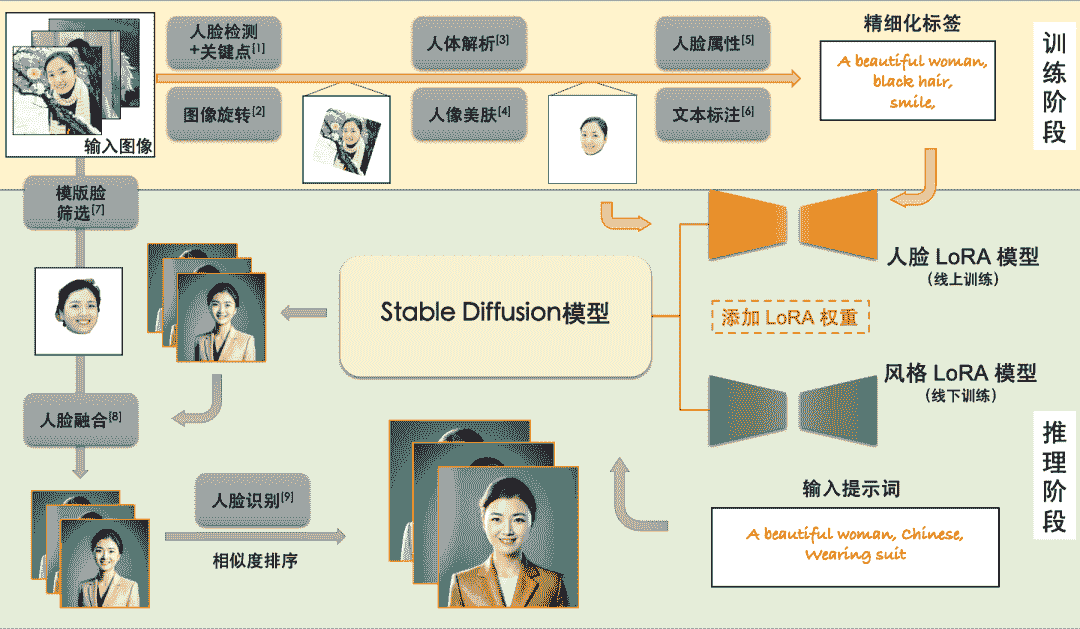 人脸检测
+关键点[1]
人体解析[3]
人脸属性[5]
精细化标签
A beautiful woman,
black hair,
smile,
训练阶段
图像旋转[2]
人像美肤[4]
文本标注[6]
输入图像
模版脸
筛选[7]
人脸 LoRA 模型
(线上训练)
Stable Diffusion模型
添加 LoRA 权重
风格 LoRA 模型
(线下训练)
人脸融合[8]
推理阶段
人脸识别[9]
相似度排序
输入提示词
A beautiful woman, Chinese,
Wearing suit